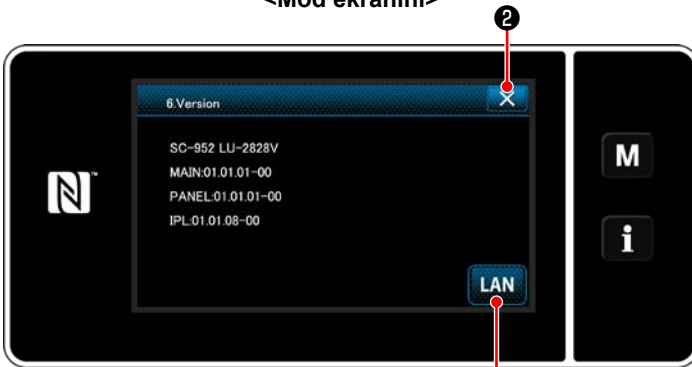 <Mod ekranını>
❷
6.Version
SC-952 LU-2828V
MAIN:01.01.01-00
PANEL:01.01.01-00
IPL:01.01.08-00
LAN
M
i